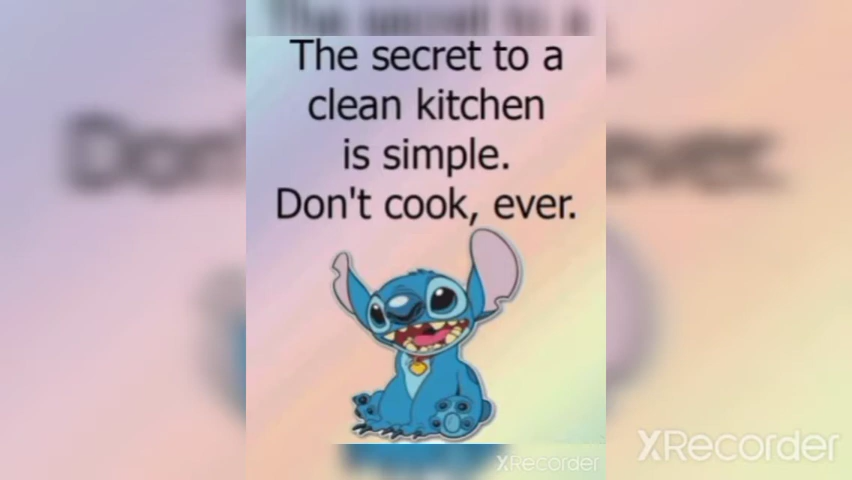 The secret to a
clean kitchen
is simple.
Don't cook, ever.
XRecorder
XRecorder